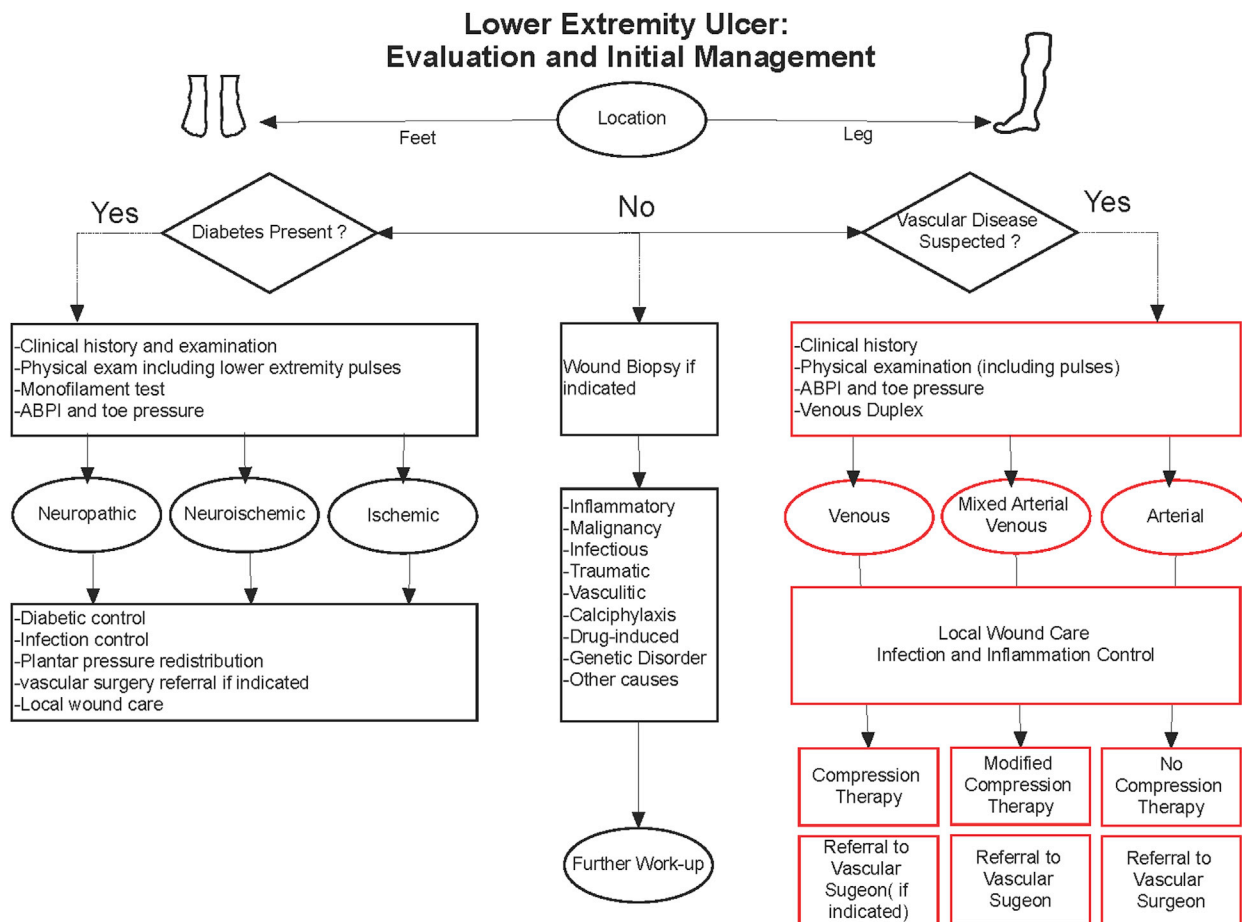 Lower Extremity Ulcer:
Evaluation and Initial Management
Location
Feet
Leg
Yes
Diabetes Present ?
No
Vascular Disease
Suspected ?
Yes
-Clinical history and examination
-Physical exam including lower extremity pulses
-Monofilament test
-ABPI and toe pressure
Wound Biopsy if
indicated
-Clinical history
-Physical examination (including pulses)
-ABPI and toe pressure
-Venous Duplex
Neuropathic
Neuroischemic
Ischemic
-Inflammatory
-Malignancy
-Infectious
-Traumatic
-Vasculitic
-Calciphylaxis
-Drug-induced
-Genetic Disorder
-Other causes
Venous
Mixed Arterial
Venous
Arterial
-Diabetic control
-Infection control
-Plantar pressure redistribution
-vascular surgery referral if indicated
-Local wound care
Local Wound Care
Infection and Inflammation Control
Compression
Therapy
Modified
Compression
Therapy
No
Compression
Therapy
Further Work-up
Referral to
Vascular
Sugeon( if
indicated)
Referral to
Vascular
Sugeon
Referral to
Vascular
Surgeon